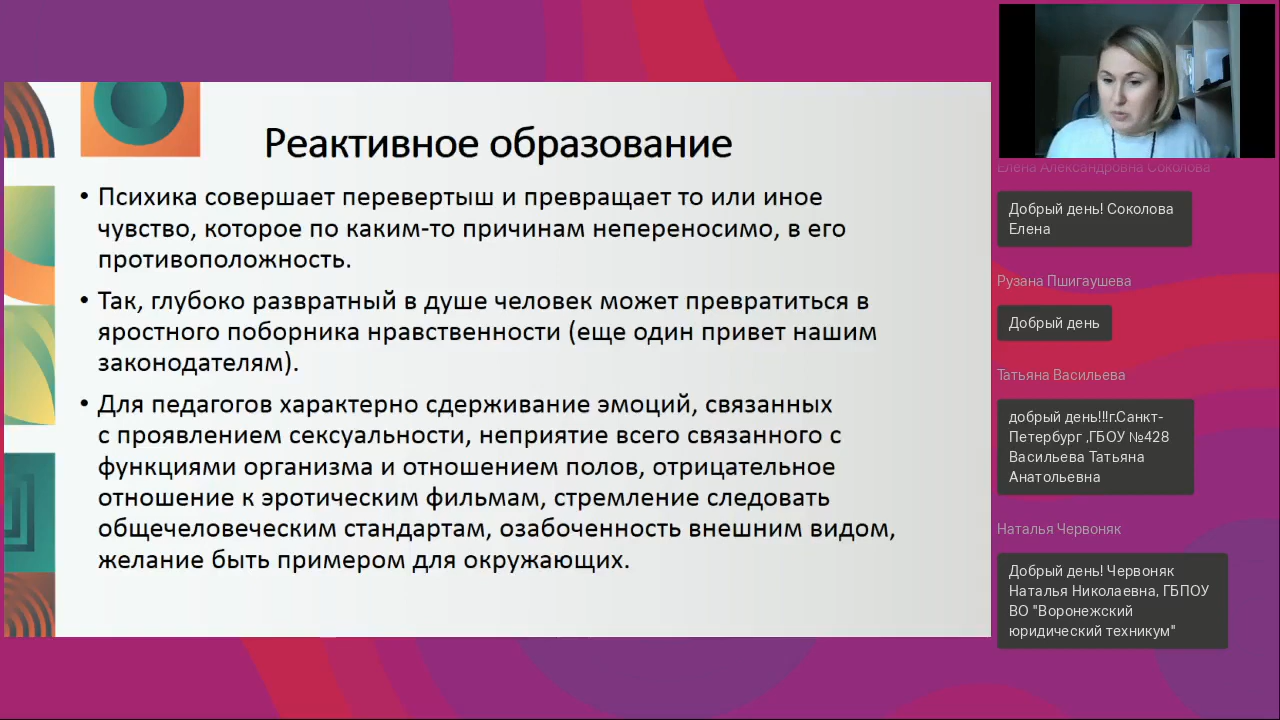 Реактивное образование
• Психика совершает перевертыш и превращает то или иное
чувство, которое по каким-то причинам непереносимо, в его
противоположность.
• Так, глубоко развратный в душе человек может превратиться в
яростного поборника нравственности (еще один привет нашим
законодателям).
• Для педагогов характерно сдерживание эмоций, связанных
с проявлением сексуальности, неприятие всего связанного с
функциями организма и отношением полов, отрицательное
отношение к эротическим фильмам, стремление следовать
общечеловеческим стандартам, озабоченность внешним видом,
желание быть примером для окружающих.
Елена Александровна Соколова
Добрый день! Соколова
Елена
Рузана Пшигаушева
Добрый день
Татьяна Васильева
добрый день!!!г.Санкт-
Петербург ,ГБОУ №428
Васильева Татьяна
Анатольевна
Наталья Червоняк
Добрый день! Червоняк
Наталья Николаевна, ГБПОУ
ВО "Воронежский
юридический техникум"